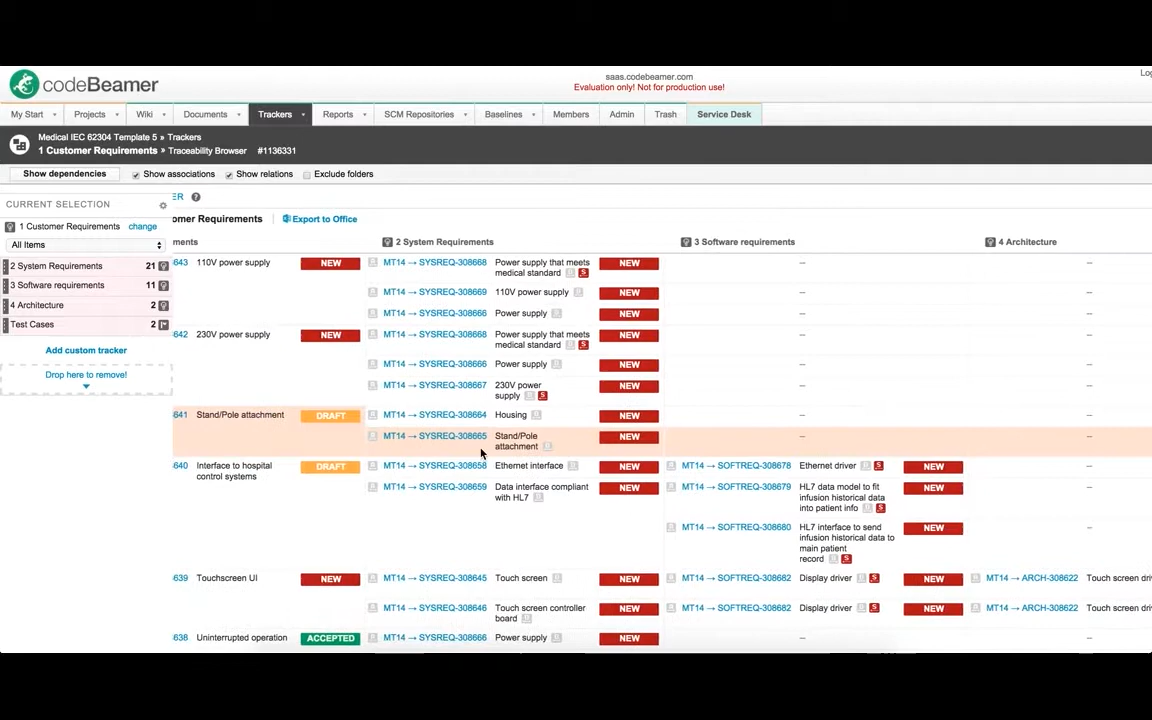 codeBeamer
saas.codebeamer.com
Evaluation only! Not for production use!
Log
My Start Projects Wiki Documents Trackers Reports SCM Repositories Baselines Members Admin Trash Service Desk
Medical IEC 62304 Template 5 » Trackers
1 Customer Requirements » Traceability Browser #1136331
Show dependencies Show associations Show relations Exclude folders
ER
CURRENT SELECTION
1 Customer Requirements change
All Items
2 System Requirements 21
3 Software requirements 11
4 Architecture 2
Test Cases 2
Add custom tracker
Drop here to remove!
omer Requirements Export to Office
ments 2 System Requirements 3 Software requirements 4 Architecture
643 110V power supply NEW MT14 → SYSREQ-308668 Power supply that meets medical standard S NEW -- --
MT14 → SYSREQ-308669 110V power supply NEW -- --
MT14 → SYSREQ-308666 Power supply NEW -- --
642 230V power supply NEW MT14 → SYSREQ-308668 Power supply that meets medical standard S NEW -- --
MT14 → SYSREQ-308666 Power supply NEW -- --
MT14 → SYSREQ-308667 230V power supply S NEW -- --
641 Stand/Pole attachment DRAFT MT14 → SYSREQ-308664 Housing NEW -- --
MT14 → SYSREQ-308665 Stand/Pole attachment NEW -- --
640 Interface to hospital control systems DRAFT MT14 → SYSREQ-308658 Ethernet interface NEW MT14 → SOFTREQ-308678 Ethernet driver S NEW --
MT14 → SYSREQ-308659 Data interface compliant with HL7 NEW MT14 → SOFTREQ-308679 HL7 data model to fit infusion historical data into patient info S NEW --
MT14 → SOFTREQ-308680 HL7 interface to send infusion historical data to main patient record S NEW --
639 Touchscreen UI NEW MT14 → SYSREQ-308645 Touch screen NEW MT14 → SOFTREQ-308682 Display driver S NEW MT14 → ARCH-308622 Touch screen dri
MT14 → SYSREQ-308646 Touch screen controller board NEW MT14 → SOFTREQ-308682 Display driver S NEW MT14 → ARCH-308622 Touch screen dri
638 Uninterrupted operation ACCEPTED MT14 → SYSREQ-308666 Power supply NEW -- --